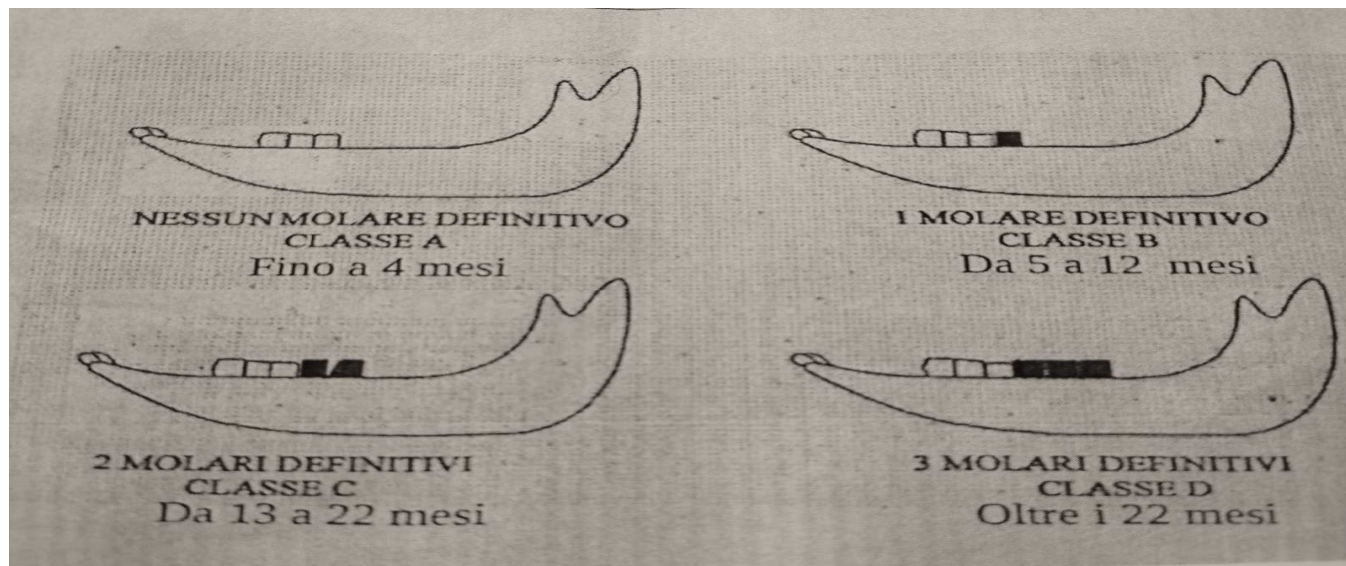 NESSUN MOLARE DEFINITIVO
CLASSE A
Fino a 4 mesi
1 MOLARE DEFINITIVO
CLASSE B
Da 5 a 12 mesi
2 MOLARI DEFINITIVI
CLASSE C
Da 13 a 22 mesi
3 MOLARI DEFINITIVI
CLASSE D
Oltre i 22 mesi